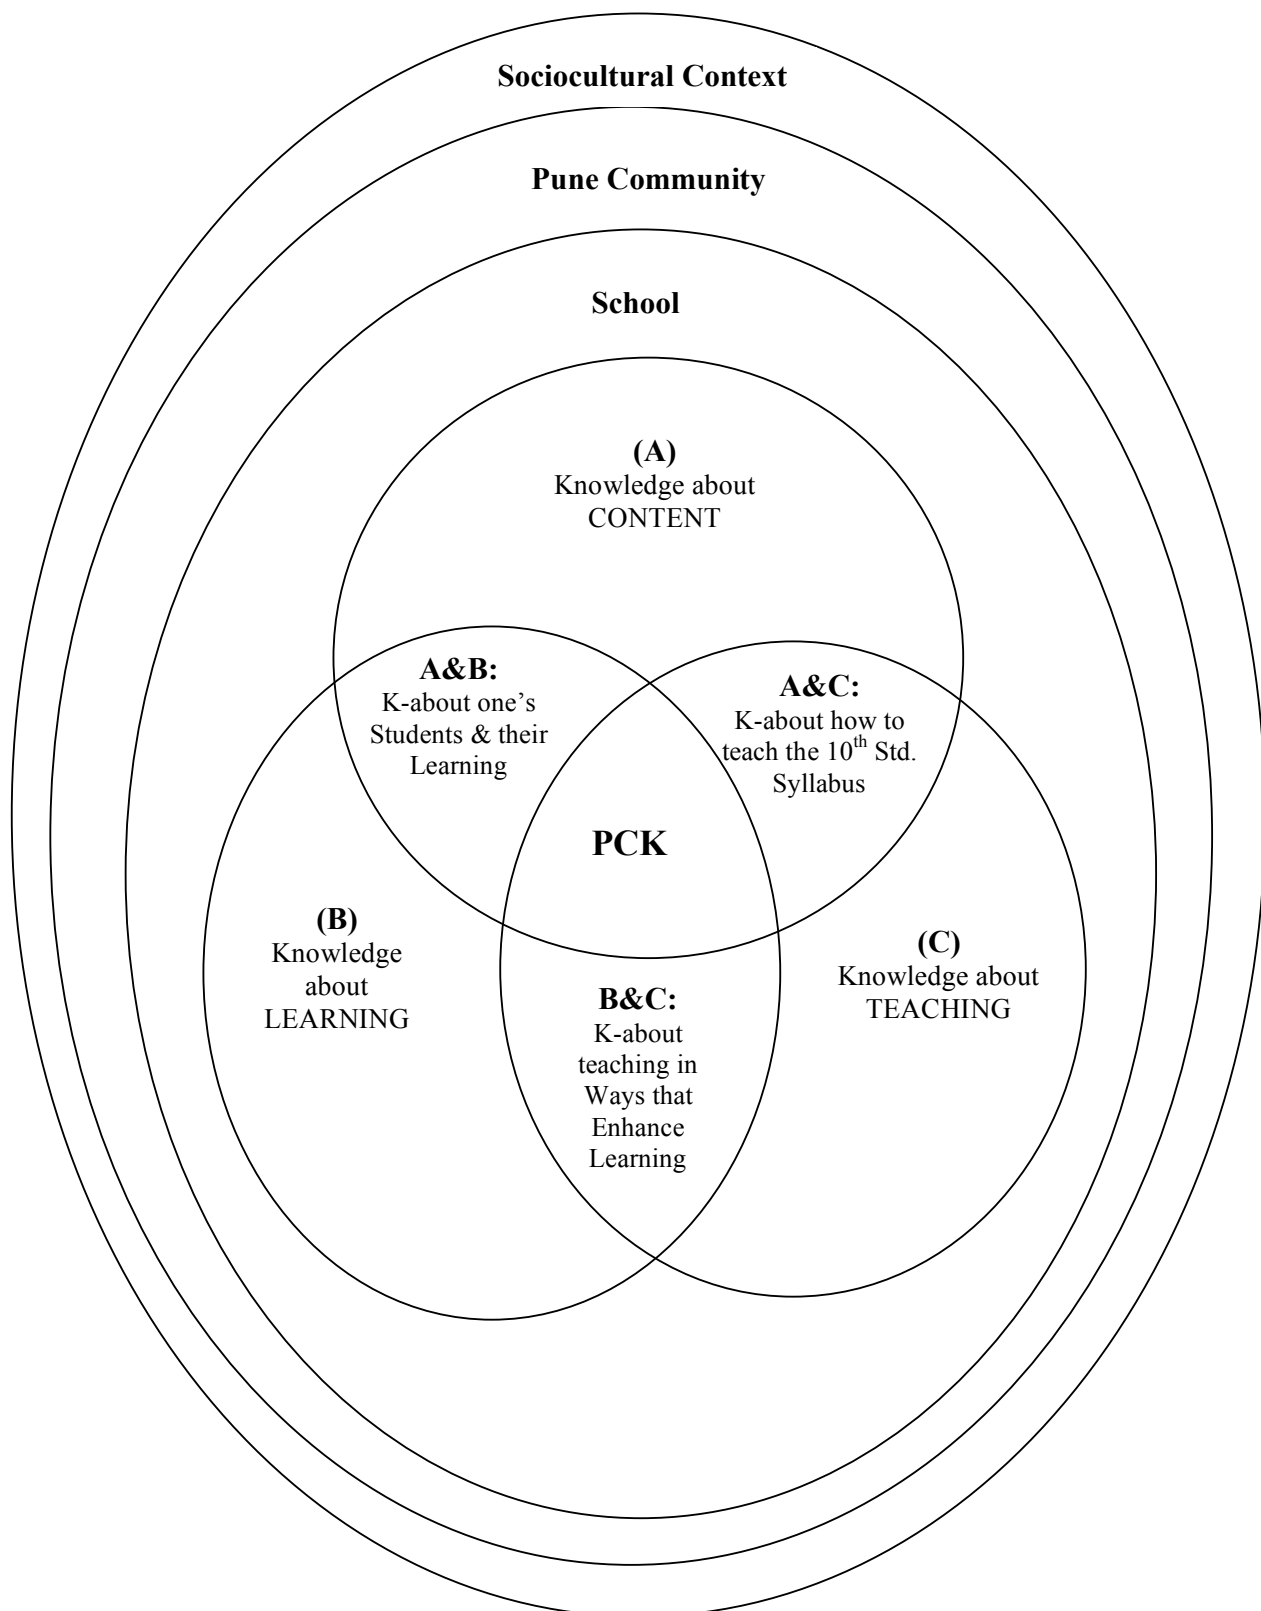 Sociocultural Context
Pune Community
School
(A)
Knowledge about
CONTENT
A&B:
K-about one’s
Students & their
Learning
A&C:
K-about how to
teach the 10th Std.
Syllabus
PCK
(B)
Knowledge
about
LEARNING
(C)
Knowledge about
TEACHING
B&C:
K-about
teaching in
Ways that
Enhance
Learning